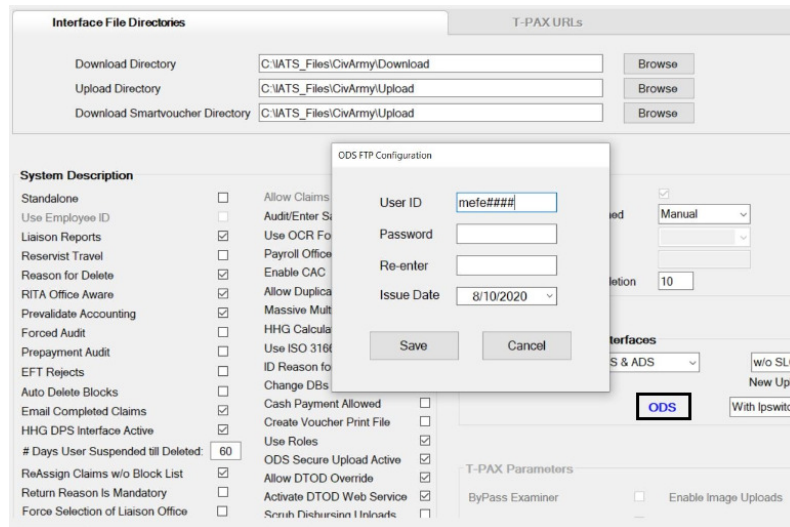 Interface File Directories
T-PAX URLs
Download Directory
C:\IATS_Files\CivArmy\Download
Browse
Upload Directory
C:\IATS_Files\CivArmy\Upload
Browse
Download Smartvoucher Directory
C:\IATS_Files\CivArmy\Upload
Browse
System Description
Standalone
Use Employee ID
Liaison Reports
Reservist Travel
Reason for Delete
RITA Office Aware
Prevalidate Accounting
Forced Audit
Prepayment Audit
EFT Rejects
Auto Delete Blocks
Email Completed Claims
HHG DPS Interface Active
# Days User Suspended till Deleted: 60
ReAssign Claims w/o Block List
Return Reason Is Mandatory
Force Selection of Liaison Office
Allow Claims
Audit/Enter Sa
Use OCR Fo
Payroll Office
Enable CAC
Allow Duplica
Massive Mult
HHG Calcula
Use ISO 3166
ID Reason fo
Change DBs
Cash Payment Allowed
Create Voucher Print File
Use Roles
ODS Secure Upload Active
Allow DTOD Override
Activate DTOD Web Service
Scrub Disbursing Uploads
ODS FTP Configuration
User ID
mefe####
Password
Re-enter
Issue Date
8/10/2020
Save
Cancel
ed
Manual
letion
10
terfaces
S & ADS
w/o SL
New Up
ODS
With Ipswitc
T-PAX Parameters
ByPass Examiner
Enable Image Uploads